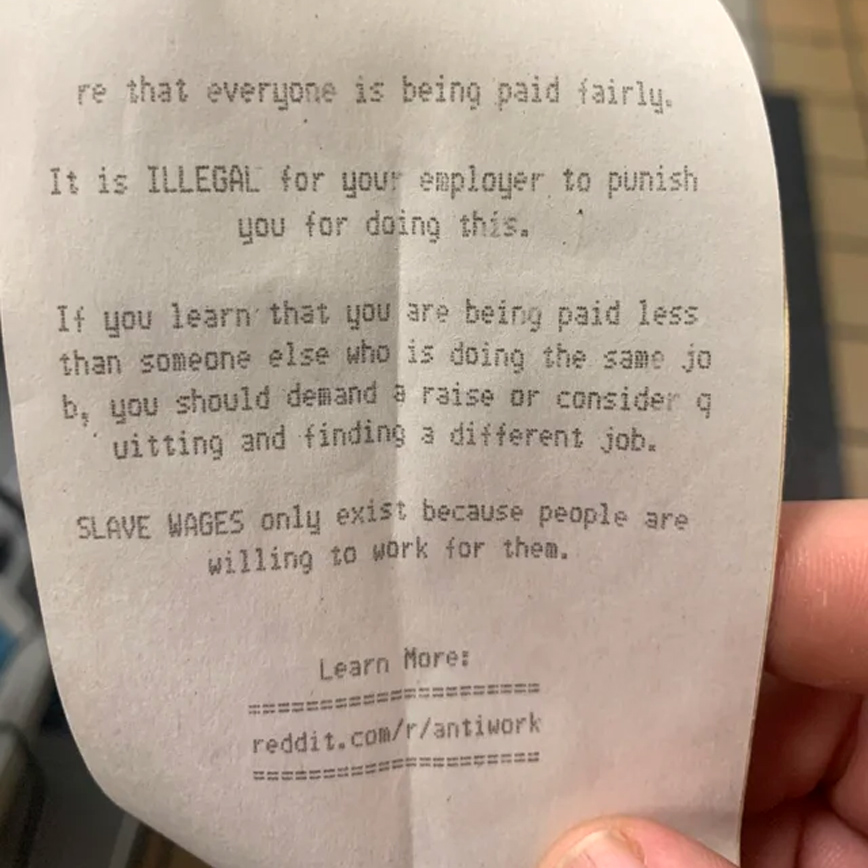 re that everyone is being paid fairly.
It is ILLEGAL for your employer to punish
you for doing this.
If you learn that you are being paid less
than someone else who is doing the same jo
b, you should demand a raise or consider q
uitting and finding a different job.
SLAVE WAGES only exist because people are
willing to work for them.
Learn More:
=====================
reddit.com/r/antiwork
=====================